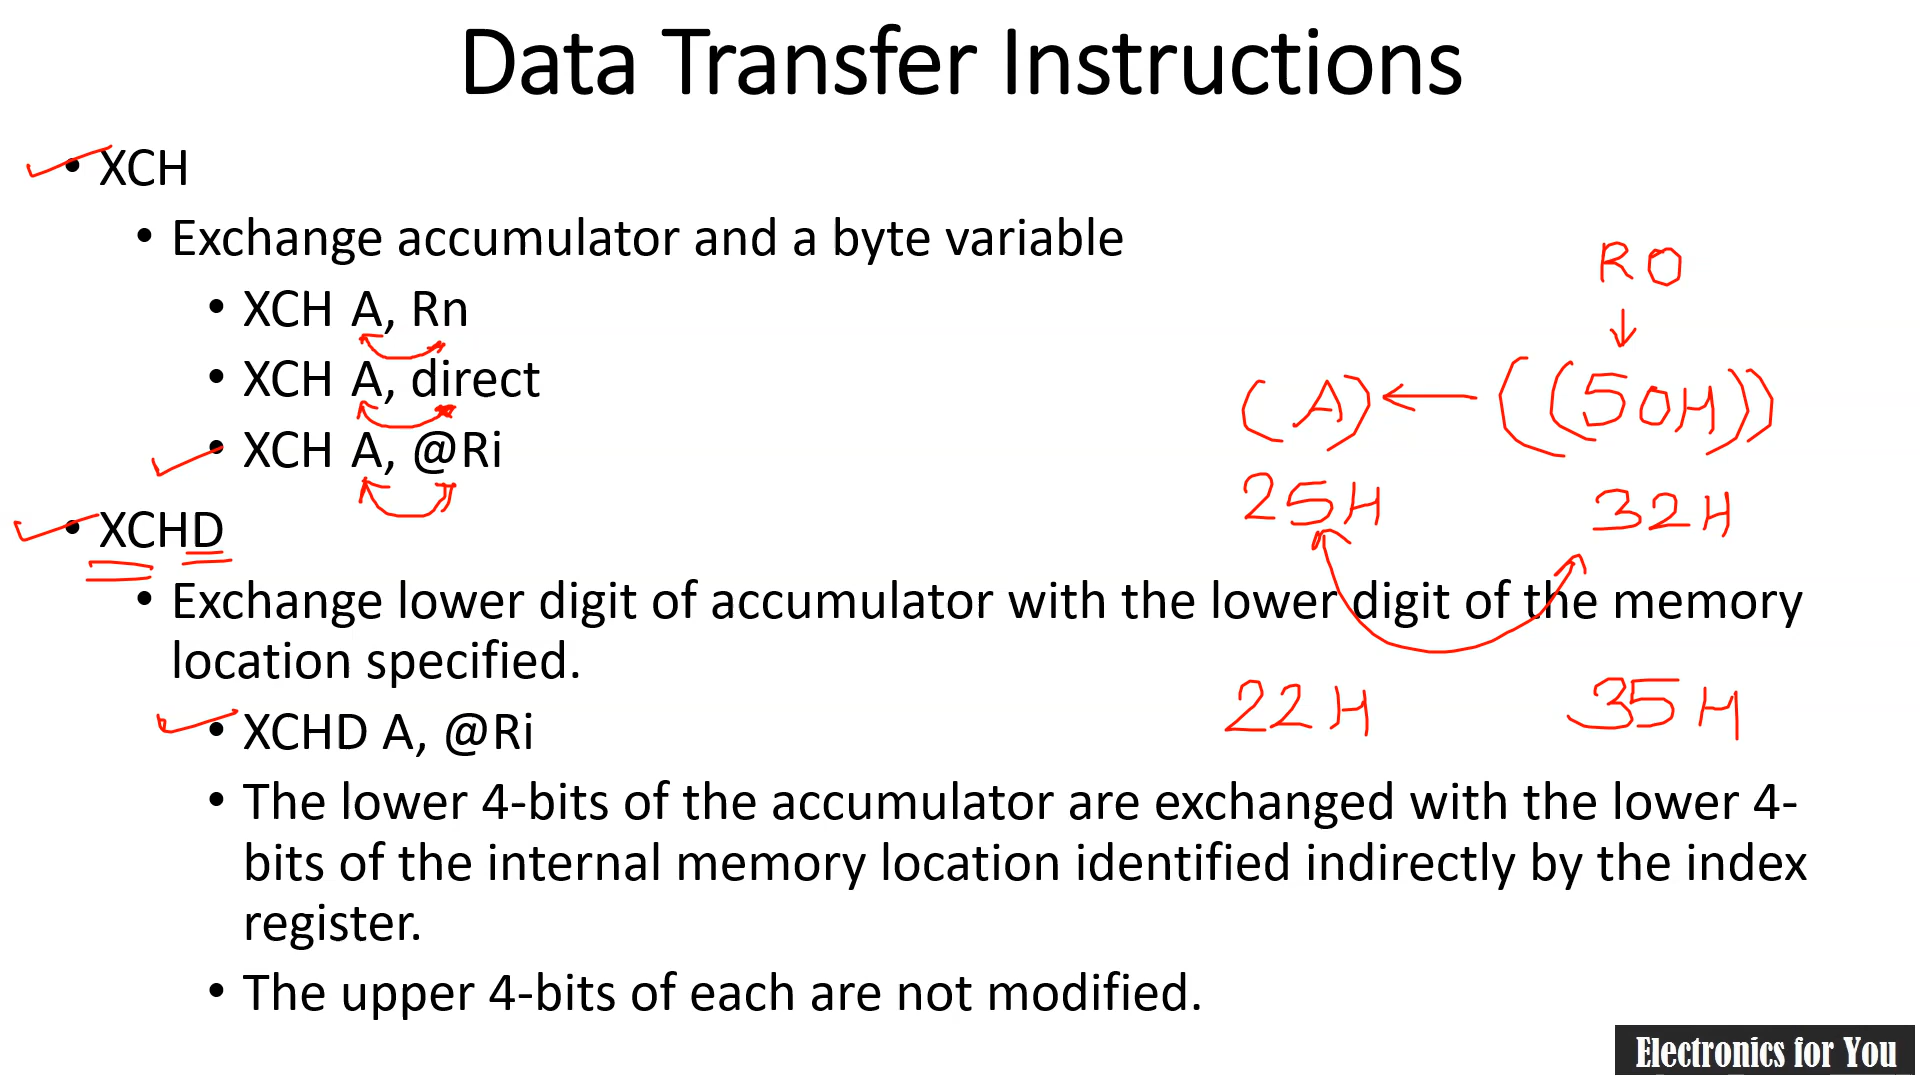 Data Transfer Instructions
• XCH
• Exchange accumulator and a byte variable
• XCH A, Rn
• XCH A, direct
• XCH A, @Ri
• XCHD
• Exchange lower digit of accumulator with the lower digit of the memory
location specified.
• XCHD A, @Ri
• The lower 4-bits of the accumulator are exchanged with the lower 4-
bits of the internal memory location identified indirectly by the index
register.
• The upper 4-bits of each are not modified.
R0
↓
(A) ← ((50H))
25H 32H
22H 35H
Electronics for You